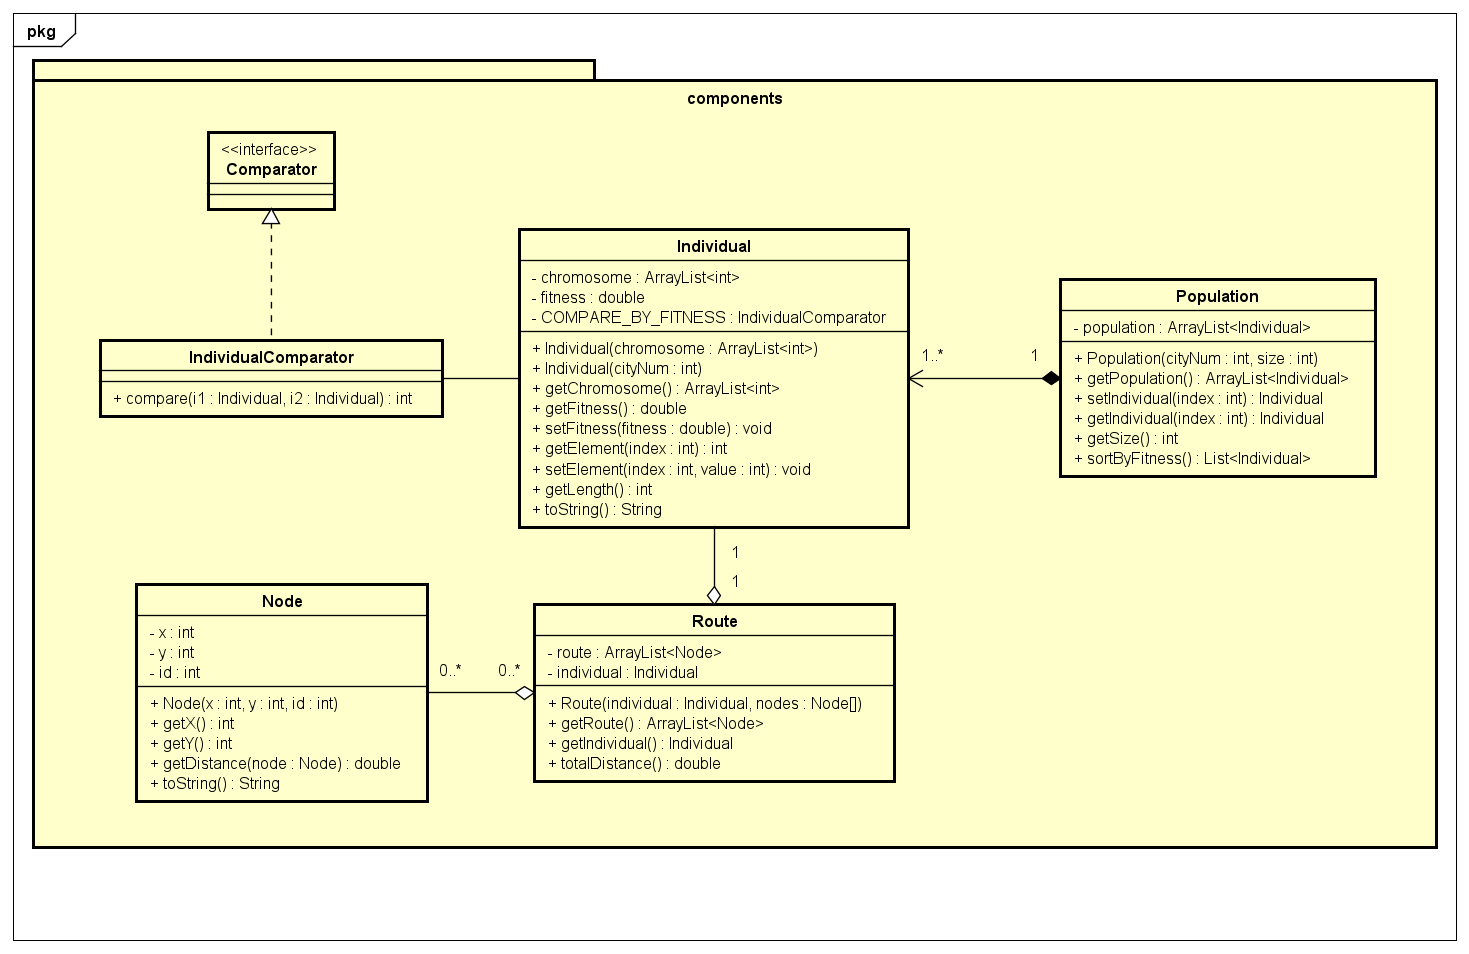 pkg
components
<<interface>>
Comparator
IndividualComparator
+ compare(i1 : Individual, i2 : Individual) : int
Individual
- chromosome : ArrayList<int>
- fitness : double
- COMPARE_BY_FITNESS : IndividualComparator
+ Individual(chromosome : ArrayList<int>)
+ Individual(cityNum : int)
+ getChromosome() : ArrayList<int>
+ getFitness() : double
+ setFitness(fitness : double) : void
+ getElement(index : int) : int
+ setElement(index : int, value : int) : void
+ getLength() : int
+ toString() : String
1..*
1
Population
- population : ArrayList<Individual>
+ Population(cityNum : int, size : int)
+ getPopulation() : ArrayList<Individual>
+ setIndividual(index : int) : Individual
+ getIndividual(index : int) : Individual
+ getSize() : int
+ sortByFitness() : List<Individual>
1
1
Node
- x : int
- y : int
- id : int
+ Node(x : int, y : int, id : int)
+ getX() : int
+ getY() : int
+ getDistance(node : Node) : double
+ toString() : String
0..*
0..*
Route
- route : ArrayList<Node>
- individual : Individual
+ Route(individual : Individual, nodes : Node[])
+ getRoute() : ArrayList<Node>
+ getIndividual() : Individual
+ totalDistance() : double